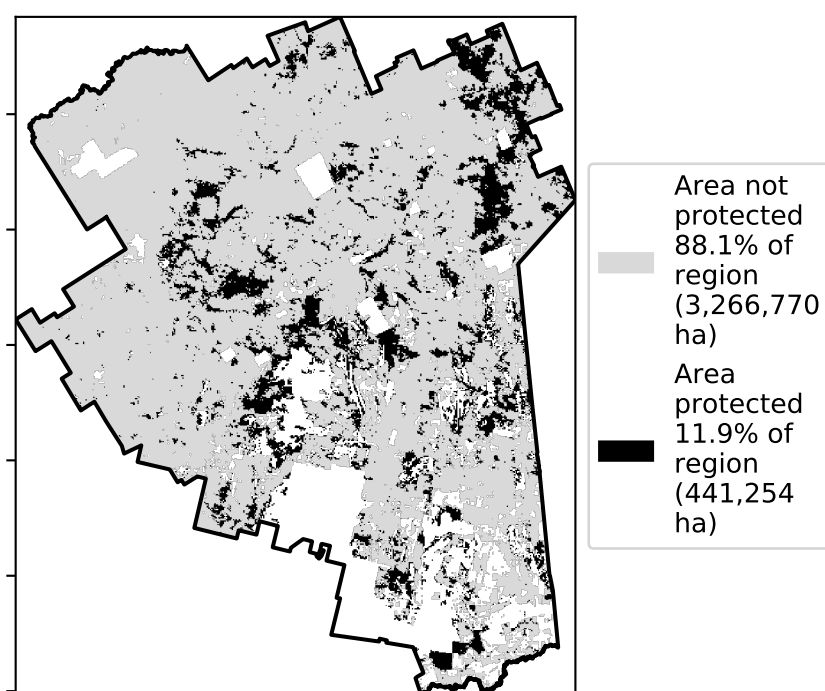 Area not
protected
88.1% of
region
(3,266,770
ha)
Area
protected
11.9% of
region
(441,254
ha)